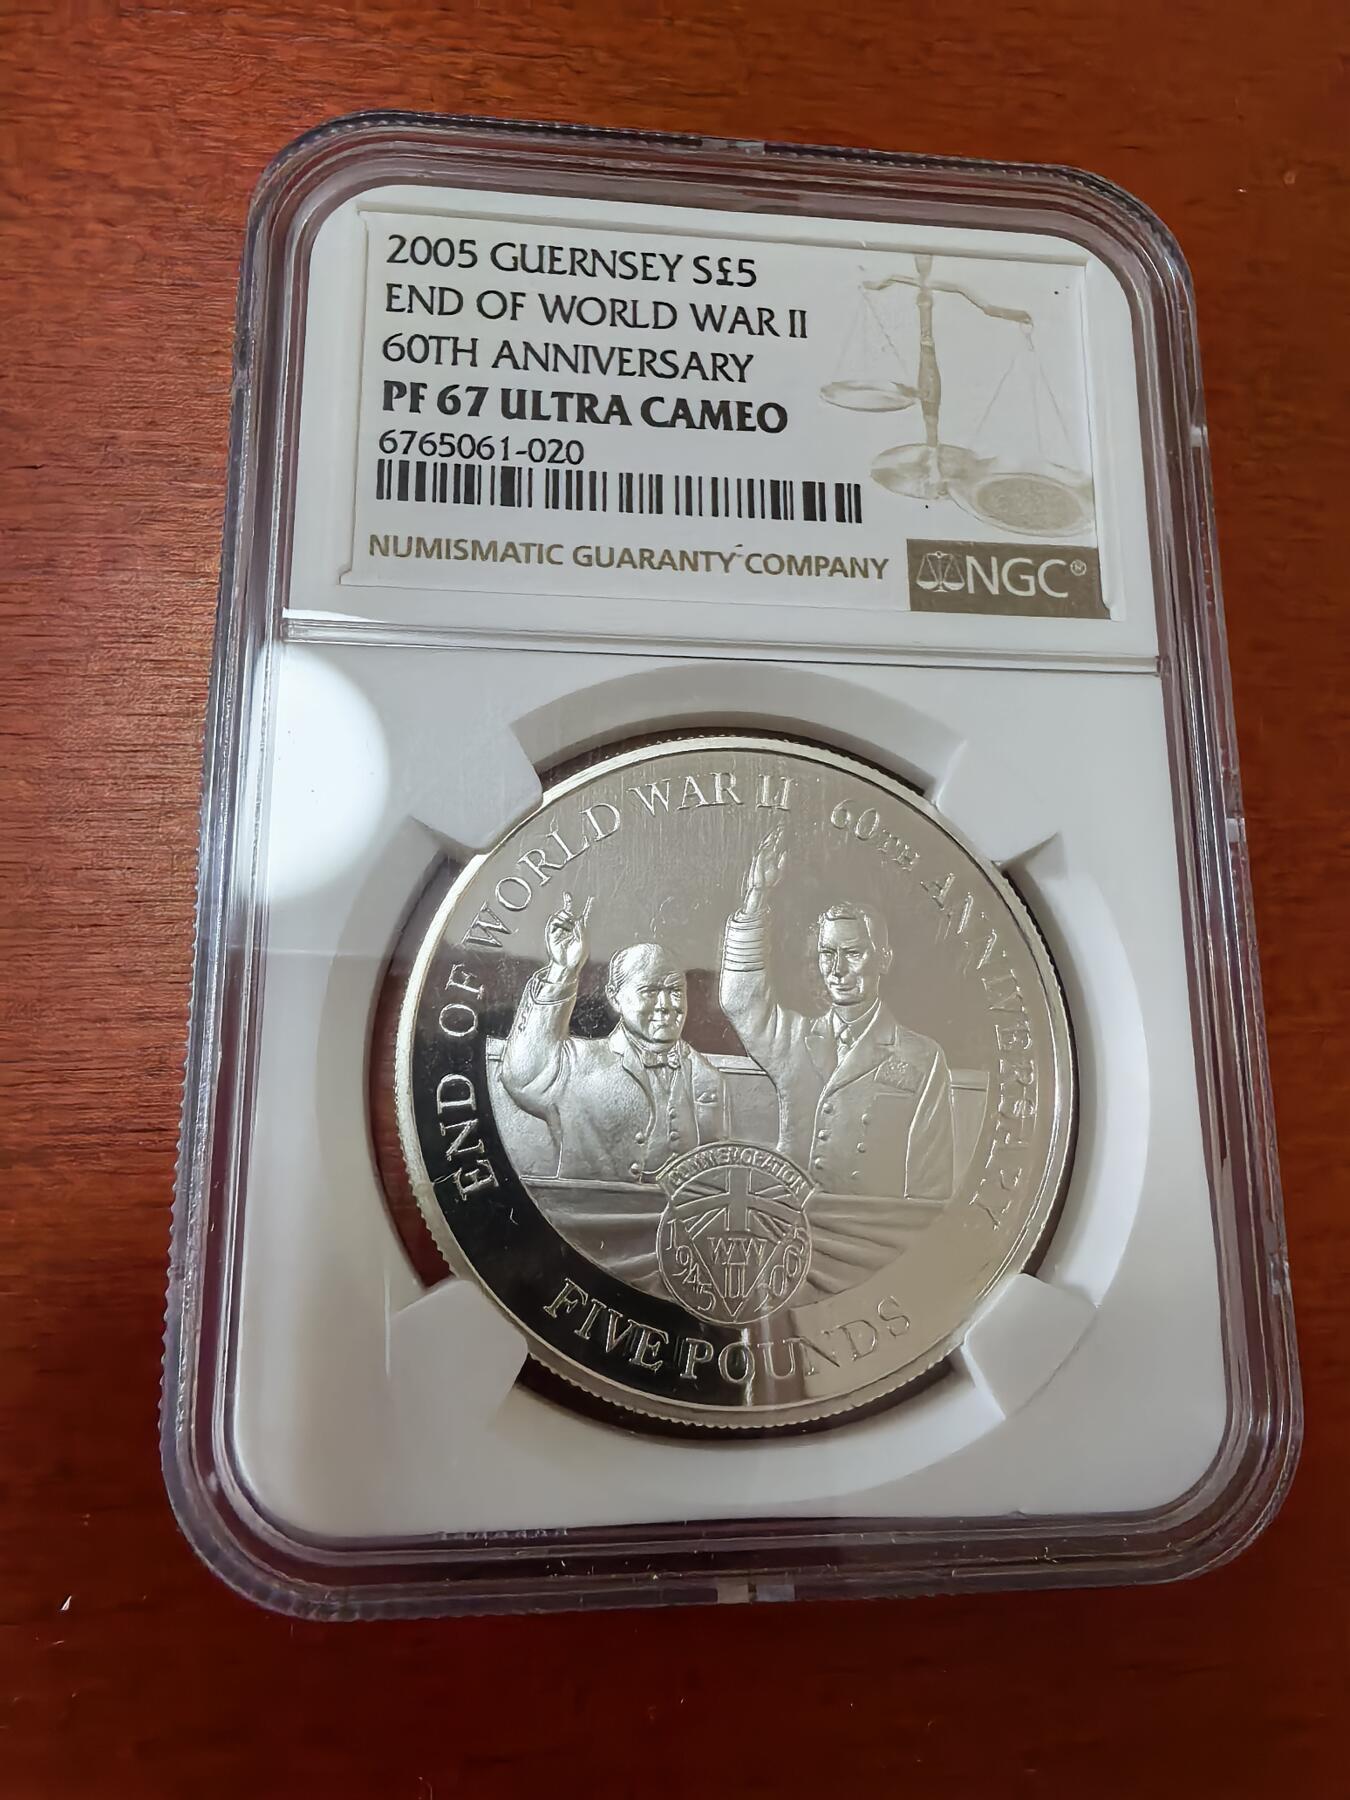 2005 GUERNSEY S£5
END OF WORLD WAR II
60TH ANNIVERSARY
PF 67 ULTRA CAMEO
6765061-020
NUMISMATIC GUARANTY COMPANY
NGC®
END OF WORLD WAR II 60TH ANNIVERSARY
COMMEMORATION
1945 2005
WW
II
FIVE POUNDS